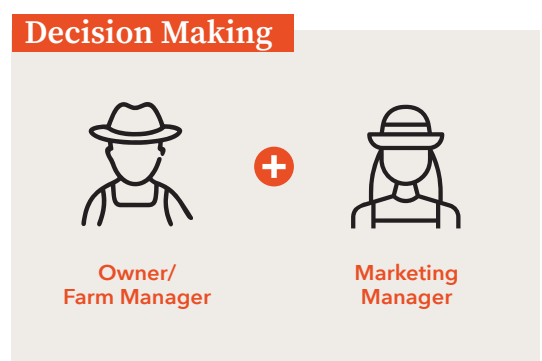 Decision Making
Owner/
Farm Manager
Marketing
Manager